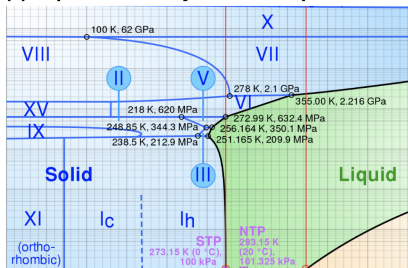 X
100 K, 62 GPa
VIII
VII
II
V
278 K, 2.1 GPa
VI
355.00 K, 2.216 GPa
XV
218 K, 620 MPa
272.99 K, 632.4 MPa
IX
248.85 K, 344.3 MPa
256.164 K, 350.1 MPa
238.5 K, 212.9 MPa
251.165 K, 209.9 MPa
III
Solid
Liquid
XI
(ortho-
rhombic)
Ic
Ih
STP
273.15 K (0 °C),
100 kPa
NTP
293.15 K
(20 °C),
101.325 kPa